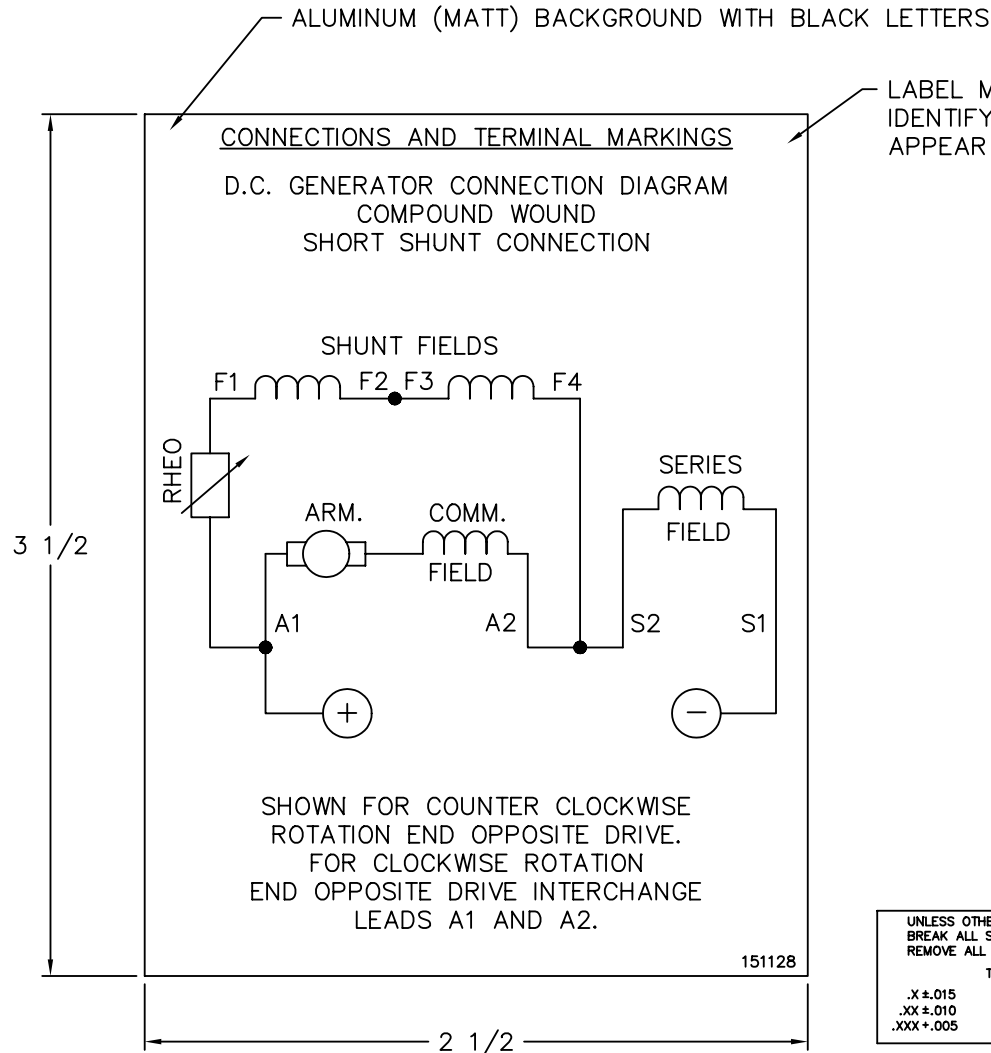 ALUMINUM (MATT) BACKGROUND WITH BLACK LETTERS
LABEL M
IDENTIFY
APPEAR
CONNECTIONS AND TERMINAL MARKINGS
D.C. GENERATOR CONNECTION DIAGRAM
COMPOUND WOUND
SHORT SHUNT CONNECTION
SHUNT FIELDS
F1 F2 F3 F4
RHEO
SERIES
FIELD
ARM. COMM.
FIELD
3 1/2
A1 A2 S2 S1
+ −
SHOWN FOR COUNTER CLOCKWISE
ROTATION END OPPOSITE DRIVE.
FOR CLOCKWISE ROTATION
END OPPOSITE DRIVE INTERCHANGE
LEADS A1 AND A2.
151128
2 1/2
UNLESS OTHE
BREAK ALL S
REMOVE ALL
T
.X ±.015
.XX ±.010
.XXX +.005